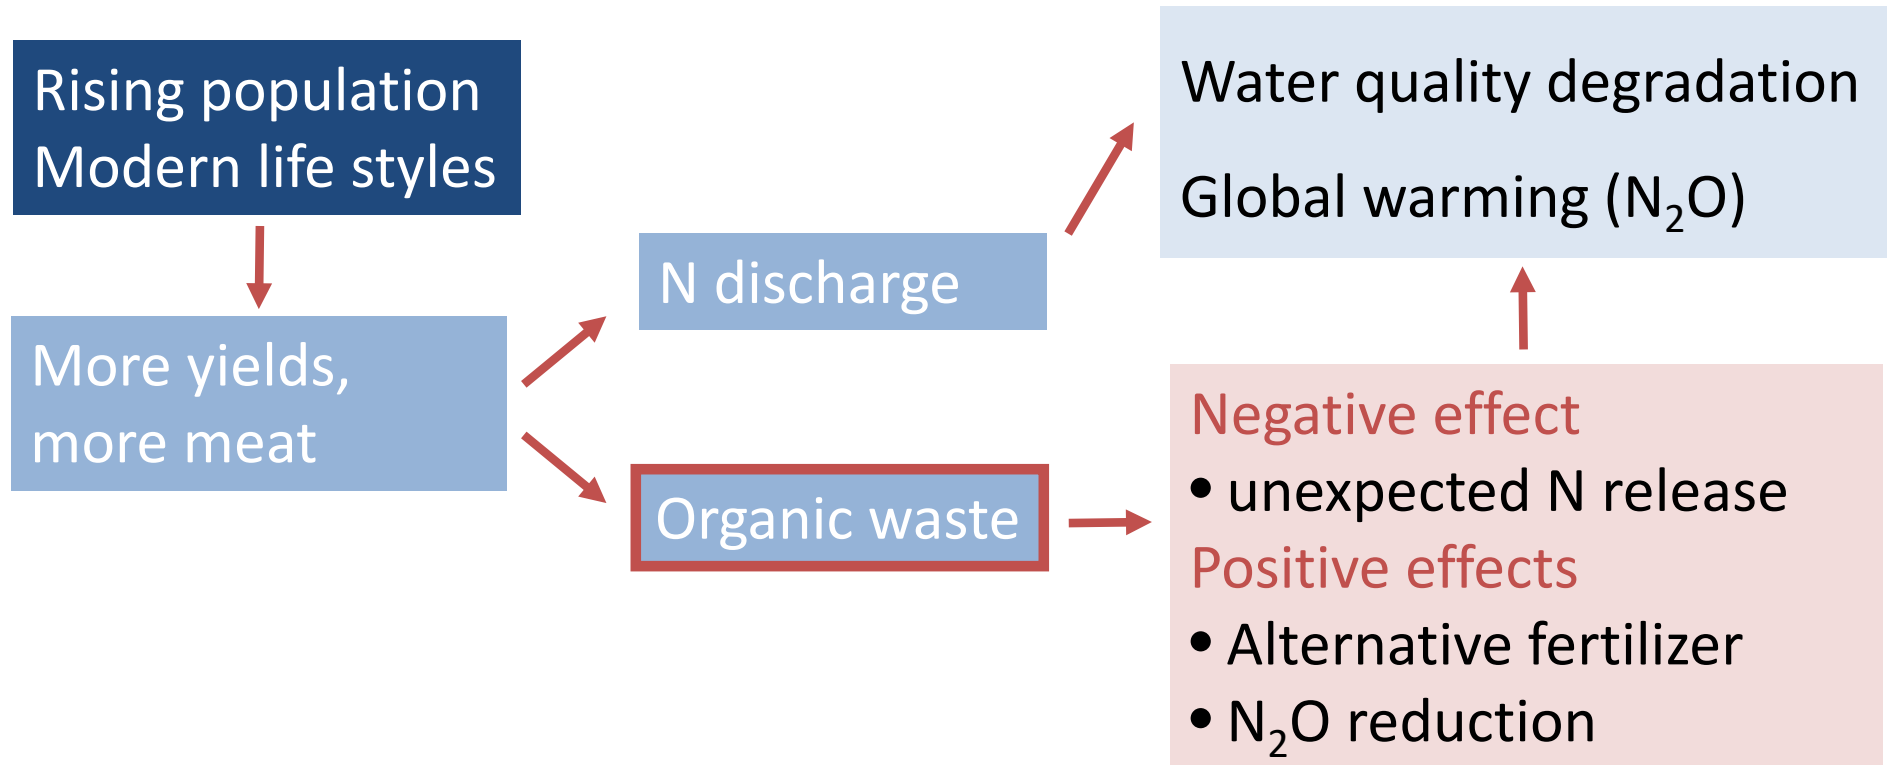 Rising population
Modern life styles
More yields,
more meat
N discharge
Organic waste
Water quality degradation
Global warming (N₂O)
Negative effect
• unexpected N release
Positive effects
• Alternative fertilizer
• N₂O reduction